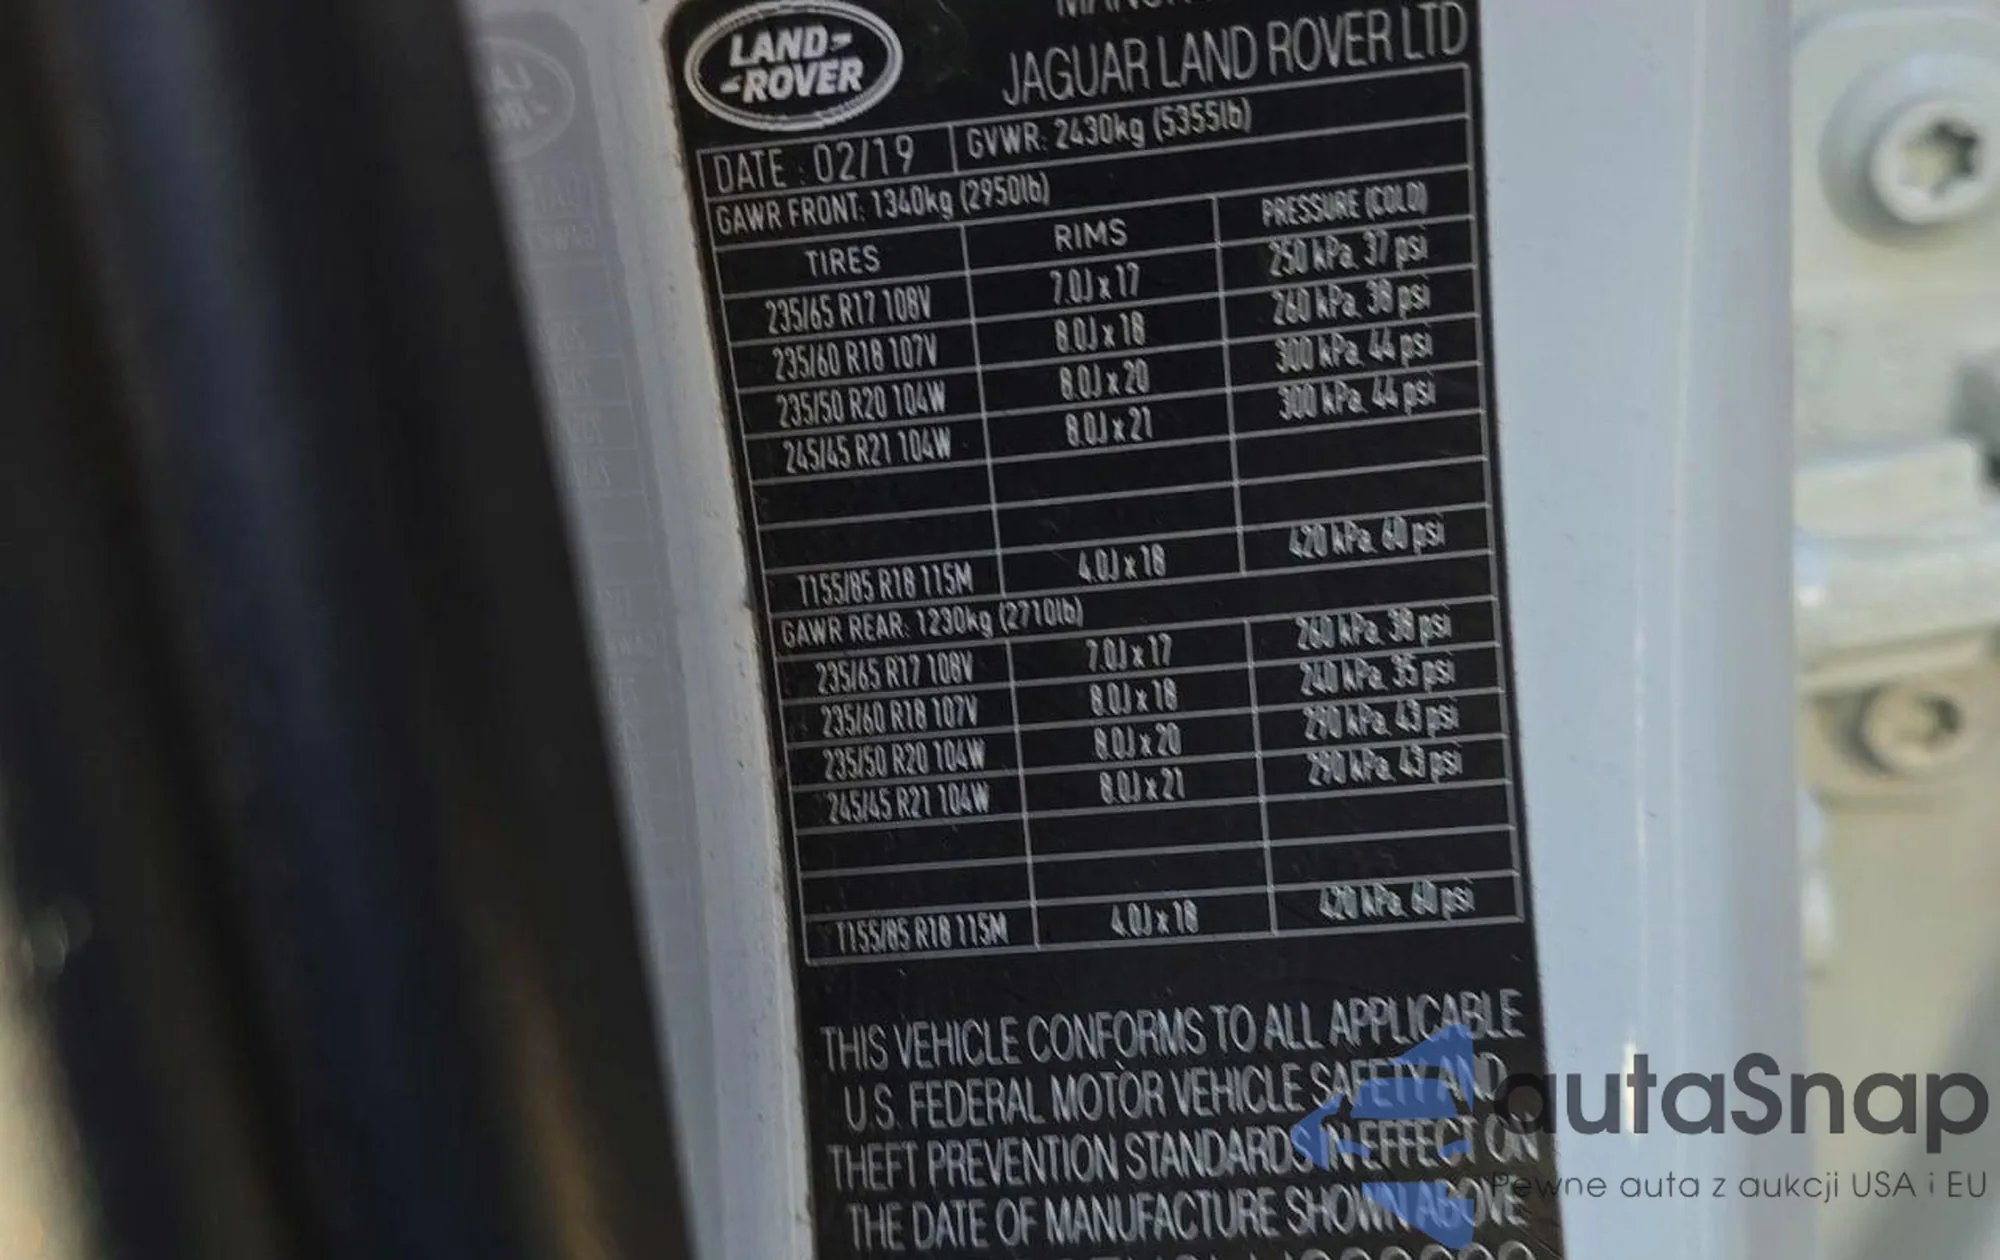 LAND-
-ROVER
JAGUAR LAND ROVER LTD
DATE : 02/19 GVWR: 2430kg (5355lb)
GAWR FRONT: 1340kg (2950lb)
TIRES RIMS PRESSURE (COLD)
235/65 R17 108V 7.0J x 17 250 kPa, 37 psi
235/60 R18 107V 8.0J x 18 260 kPa, 38 psi
235/50 R20 104W 8.0J x 20 300 kPa, 44 psi
245/45 R21 104W 8.0J x 21 300 kPa, 44 psi
T155/85 R18 115M 4.0J x 18 420 kPa, 60 psi
GAWR REAR: 1230kg (2710lb)
235/65 R17 108V 7.0J x 17 260 kPa, 38 psi
235/60 R18 107V 8.0J x 18 240 kPa, 35 psi
235/50 R20 104W 8.0J x 20 290 kPa, 43 psi
245/45 R21 104W 8.0J x 21 290 kPa, 43 psi
T155/85 R18 115M 4.0J x 18 420 kPa, 60 psi
THIS VEHICLE CONFORMS TO ALL APPLICABLE
U.S. FEDERAL MOTOR VEHICLE SAFETY AND
THEFT PREVENTION STANDARDS IN EFFECT ON
THE DATE OF MANUFACTURE SHOWN ABOVE
autaSnap
Pewne auta z aukcji USA i EU